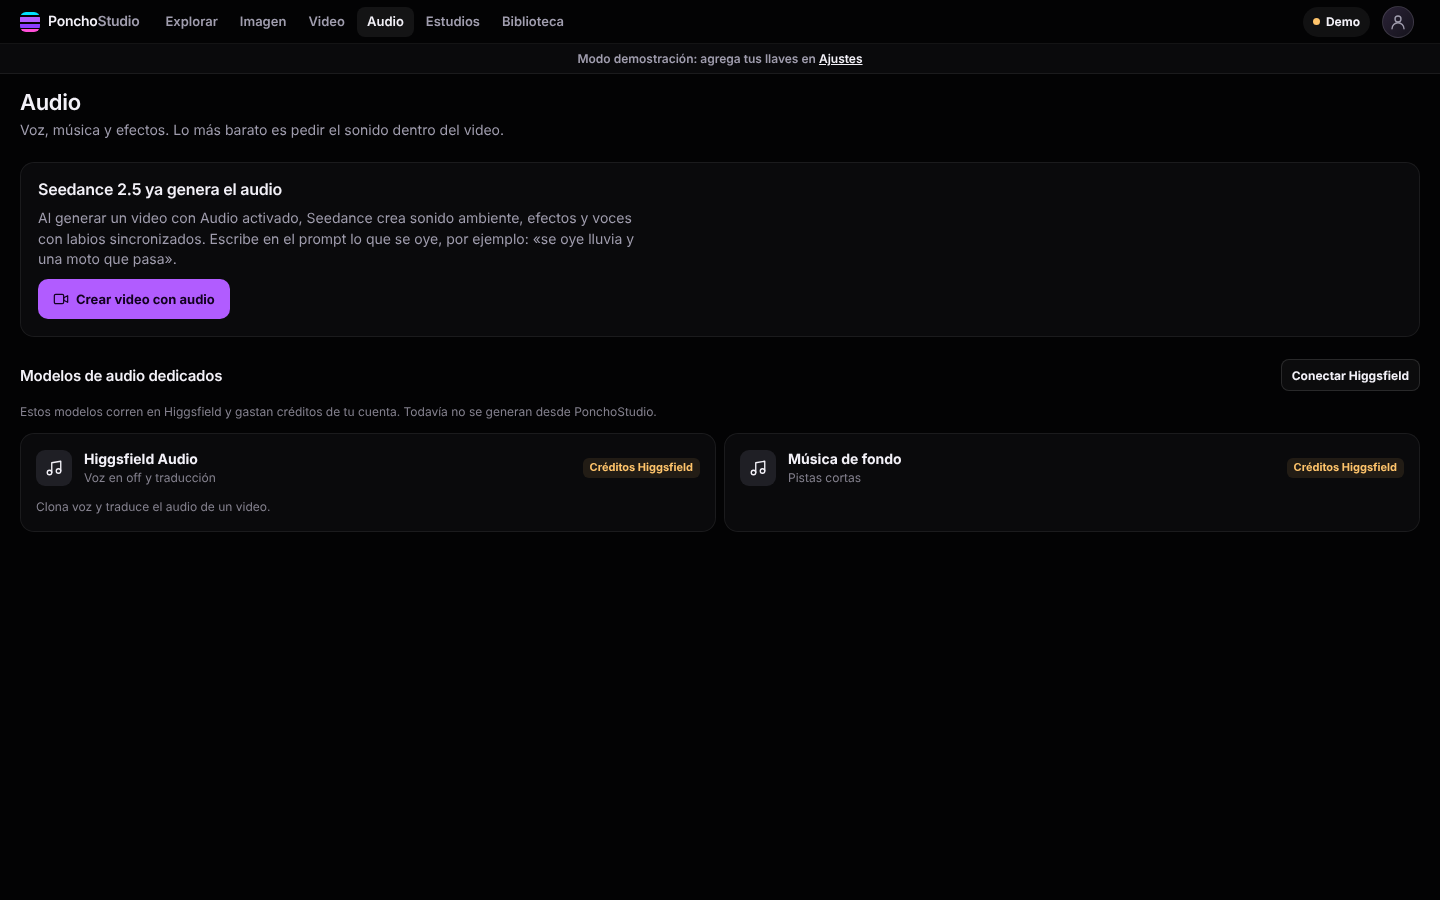 PonchoStudio Explorar Imagen Video Audio Estudios Biblioteca Demo
Modo demostración: agrega tus llaves en Ajustes
Audio
Voz, música y efectos. Lo más barato es pedir el sonido dentro del video.
Seedance 2.5 ya genera el audio
Al generar un video con Audio activado, Seedance crea sonido ambiente, efectos y voces
con labios sincronizados. Escribe en el prompt lo que se oye, por ejemplo: «se oye lluvia y
una moto que pasa».
Crear video con audio
Modelos de audio dedicados
Conectar Higgsfield
Estos modelos corren en Higgsfield y gastan créditos de tu cuenta. Todavía no se generan desde PonchoStudio.
Higgsfield Audio
Voz en off y traducción
Créditos Higgsfield
Clona voz y traduce el audio de un video.
Música de fondo
Pistas cortas
Créditos Higgsfield